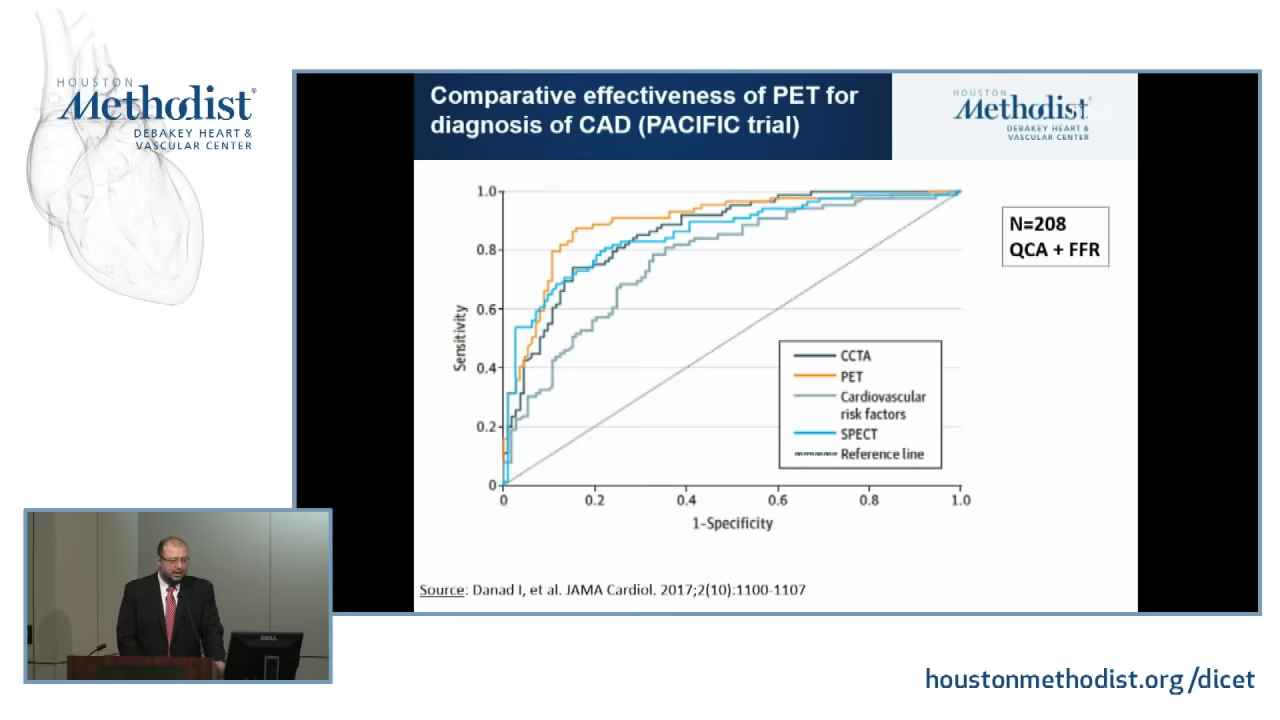 HOUSTON
Methodist®
DEBAKEY HEART &
VASCULAR CENTER
Comparative effectiveness of PET for
diagnosis of CAD (PACIFIC trial)
HOUSTON
Methodist
DEBAKEY HEART &
VASCULAR CENTER
1.0
0.8
0.6
0.4
0.2
0
Sensitivity
0
0.2
0.4
0.6
0.8
1.0
1-Specificity
CCTA
PET
Cardiovascular
risk factors
SPECT
Reference line
N=208
QCA + FFR
Source: Danad I, et al. JAMA Cardiol. 2017;2(10):1100-1107
DELL
houstonmethodist.org/dicet